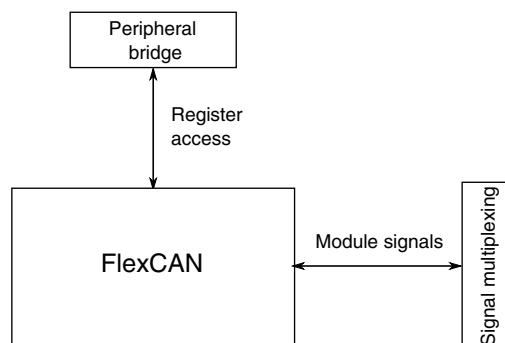 Peripheral
bridge
Register
access
FlexCAN
Module signals
Signal multiplexing